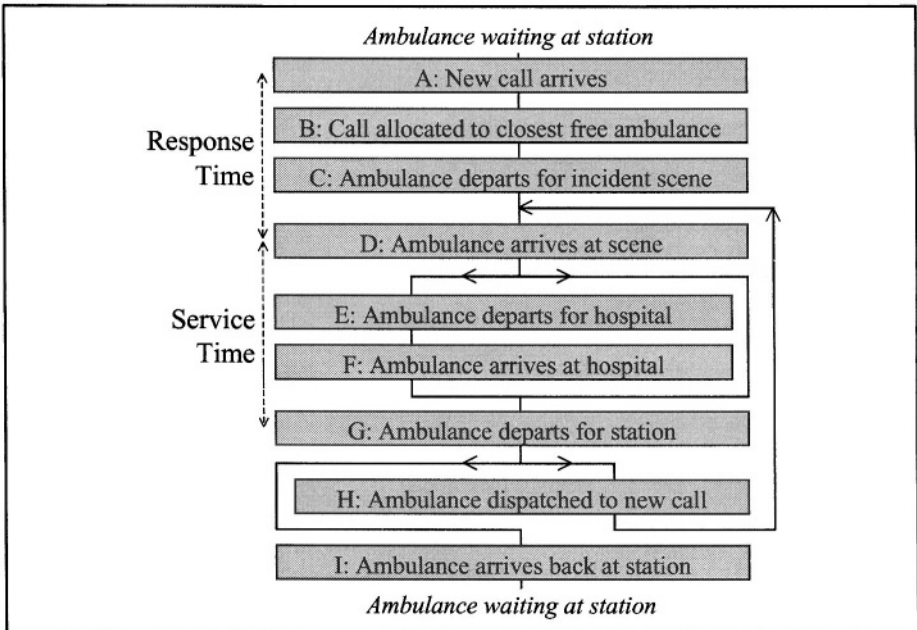 Ambulance waiting at station
A: New call arrives
B: Call allocated to closest free ambulance
Response
Time
C: Ambulance departs for incident scene
D: Ambulance arrives at scene
E: Ambulance departs for hospital
Service
Time
F: Ambulance arrives at hospital
G: Ambulance departs for station
H: Ambulance dispatched to new call
I: Ambulance arrives back at station
Ambulance waiting at station